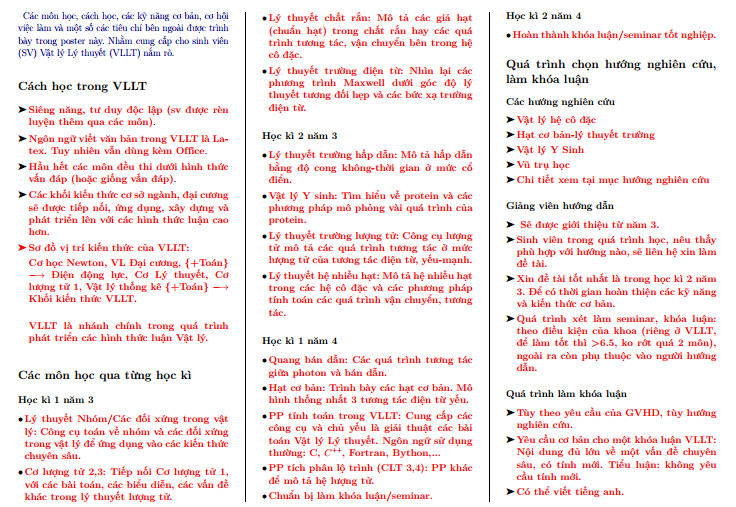 Các môn học, cách học, các kỹ năng cơ bản, cơ hội
việc làm và một số các tiêu chí bên ngoài được trình
bày trong poster này. Nhằm cung cấp cho sinh viên
(SV) Vật lý Lý thuyết (VLLT) nắm rõ.
Cách học trong VLLT
➤ Siêng năng, tư duy độc lập (sv được rèn
luyện thêm qua các môn).
➤ Ngôn ngữ viết văn bản trong VLLT là La-
tex. Tuy nhiên vẫn dùng kèm Office.
➤ Hầu hết các môn đều thi dưới hình thức
vấn đáp (hoặc giống vấn đáp).
➤ Các khối kiến thức cơ sở ngành, đại cương
sẽ được tiếp nối, ứng dụng, xây dựng và
phát triển lên với các hình thức luận cao
hơn.
➤ Sơ đồ vị trí kiến thức của VLLT:
Cơ học Newton, VL Đại cương, {+Toán}
⟶ Điện động lực, Cơ Lý thuyết, Cơ
lượng tử 1, Vật lý thống kê {+Toán} ⟶
Khối kiến thức VLLT.
VLLT là nhánh chính trong quá trình
phát triển các hình thức luận Vật lý.
Các môn học qua từng học kì
Học kì 1 năm 3
• Lý thuyết Nhóm/Các đối xứng trong vật
lý: Công cụ toán về nhóm và các đối xứng
trong vật lý để ứng dụng vào các kiến thức
chuyên sâu.
• Cơ lượng tử 2,3: Tiếp nối Cơ lượng tử 1,
với các bài toán, các biểu diễn, các vấn đề
khác trong lý thuyết lượng tử.
• Lý thuyết chất rắn: Mô tả các giả hạt
(chuẩn hạt) trong chất rắn hay các quá
trình tương tác, vận chuyển bên trong hệ
cô đặc.
• Lý thuyết trường điện từ: Nhìn lại các
phương trình Maxwell dưới góc độ lý
thuyết tương đối hẹp và các bức xạ trường
điện từ.
Học kì 2 năm 3
• Lý thuyết trường hấp dẫn: Mô tả hấp dẫn
bằng độ cong không-thời gian ở mức cổ
điển.
• Vật lý Y sinh: Tìm hiểu về protein và các
phương pháp mô phỏng vài quá trình của
protein.
• Lý thuyết trường lượng tử: Công cụ lượng
tử mô tả các quá trình tương tác ở mức
lượng tử của tương tác điện từ, yếu-mạnh.
• Lý thuyết hệ nhiều hạt: Mô tả hệ nhiều hạt
trong các hệ cô đặc và các phương pháp
tính toán các quá trình vận chuyển, tương
tác.
Học kì 1 năm 4
• Quang bán dẫn: Các quá trình tương tác
giữa photon và bán dẫn.
• Hạt cơ bản: Trình bày các hạt cơ bản. Mô
hình thống nhất 3 tương tác điện từ yếu.
• PP tính toán trong VLLT: Cung cấp các
công cụ và chủ yếu là giải thuật các bài
toán Vật lý Lý thuyết. Ngôn ngữ sử dụng
thường: C, C++, Fortran, Bython,...
• PP tích phân lộ trình (CLT 3,4): PP khác
để mô tả hệ lượng tử.
• Chuẩn bị làm khóa luận/seminar.
Học kì 2 năm 4
• Hoàn thành khóa luận/seminar tốt nghiệp.
Quá trình chọn hướng nghiên cứu,
làm khóa luận
Các hướng nghiên cứu
➤ Vật lý hệ cô đặc
➤ Hạt cơ bản-lý thuyết trường
➤ Vật lý Y Sinh
➤ Vũ trụ học
➤ Chi tiết xem tại mục hướng nghiên cứu
Giảng viên hướng dẫn
➤ Sẽ được giới thiệu từ năm 3.
➤ Sinh viên trong quá trình học, nêu thấy
phù hợp với hướng nào, sẽ liên hệ xin làm
đề tài.
➤ Xin đề tài tốt nhất là trong học kì 2 năm
3. Để có thời gian hoàn thiện các kỹ năng
và kiến thức cơ bản.
➤ Quá trình xét làm seminar, khóa luận:
theo điều kiện của khoa (riêng ở VLLT,
để làm tốt thì >6.5, ko rớt quá 2 môn),
ngoài ra còn phụ thuộc vào người hướng
dẫn.
Quá trình làm khóa luận
➤ Tùy theo yêu cầu của GVHD, tùy hướng
nghiên cứu.
➤ Yêu cầu cơ bản cho một khóa luận VLLT:
Nội dung đủ lớn về một vấn đề chuyên
sâu, có tính mới. Tiểu luận: không yêu
cầu tính mới.
➤ Có thể viết tiếng anh.